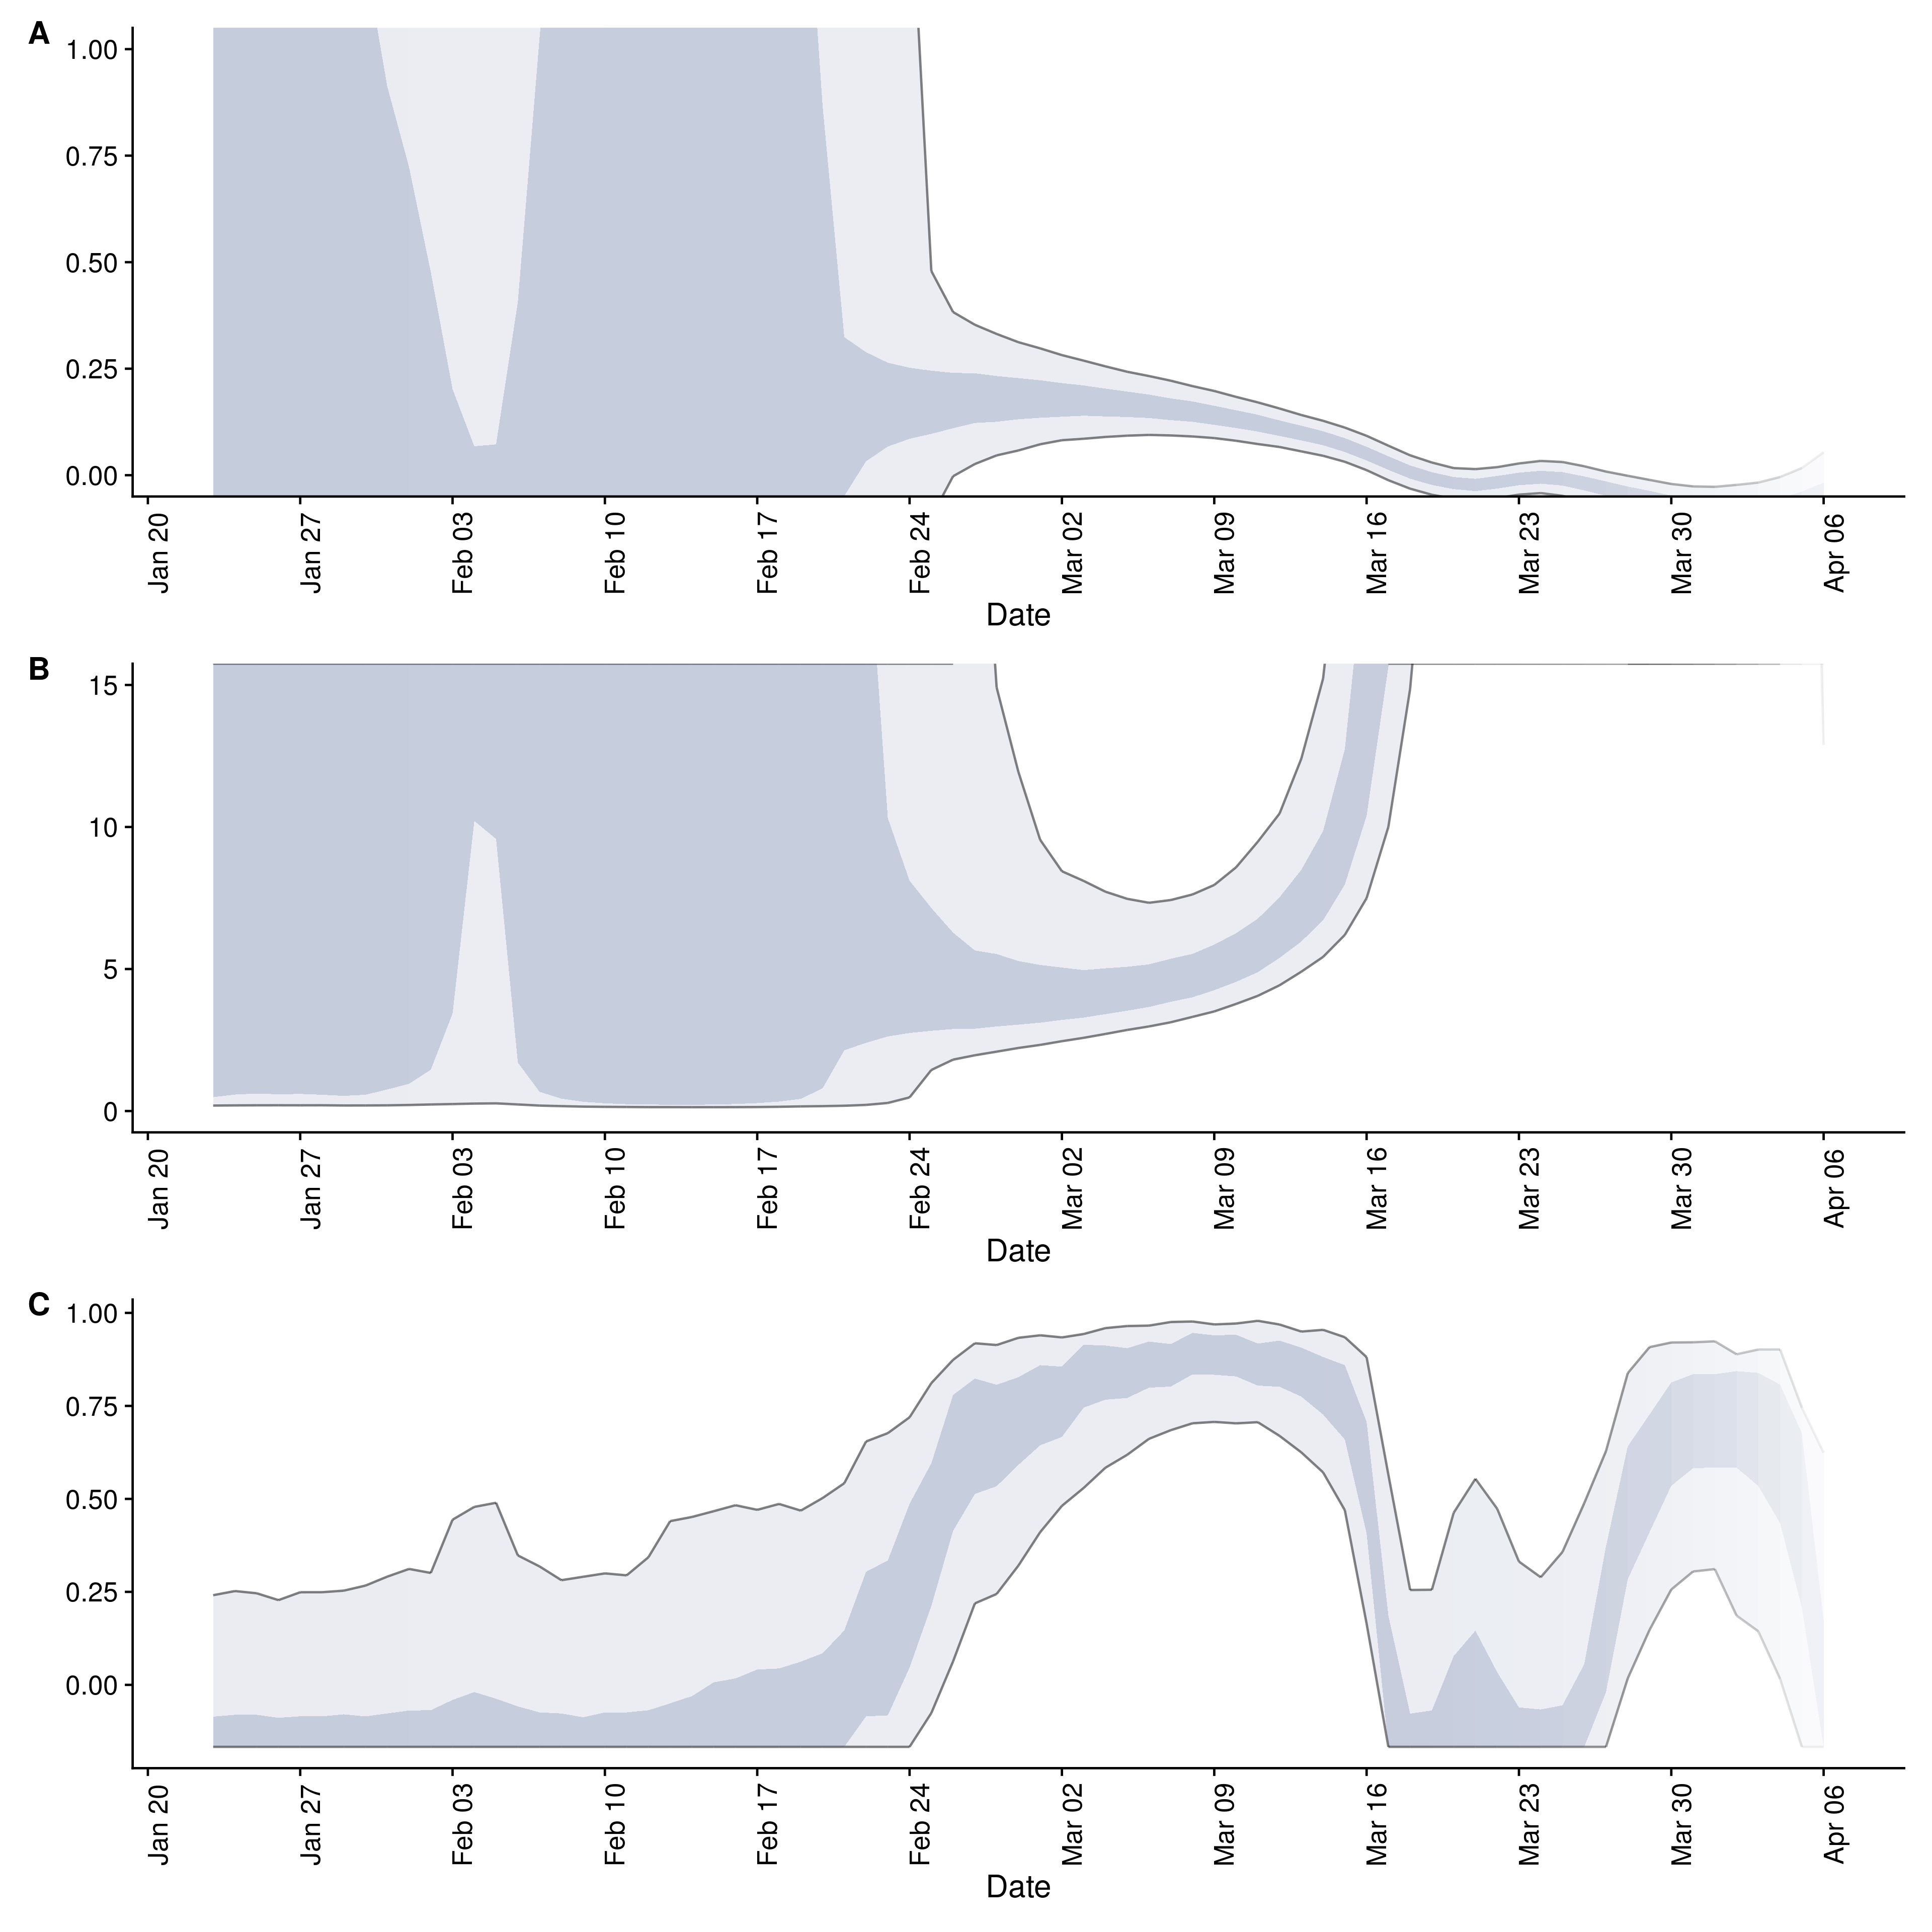 A
1.00
0.75
0.50
0.25
0.00
Jan 20
Jan 27
Feb 03
Feb 10
Feb 17
Feb 24
Mar 02
Mar 09
Mar 16
Mar 23
Mar 30
Apr 06
Date
B
15
10
5
0
Jan 20
Jan 27
Feb 03
Feb 10
Feb 17
Feb 24
Mar 02
Mar 09
Mar 16
Mar 23
Mar 30
Apr 06
Date
C
1.00
0.75
0.50
0.25
0.00
Jan 20
Jan 27
Feb 03
Feb 10
Feb 17
Feb 24
Mar 02
Mar 09
Mar 16
Mar 23
Mar 30
Apr 06
Date